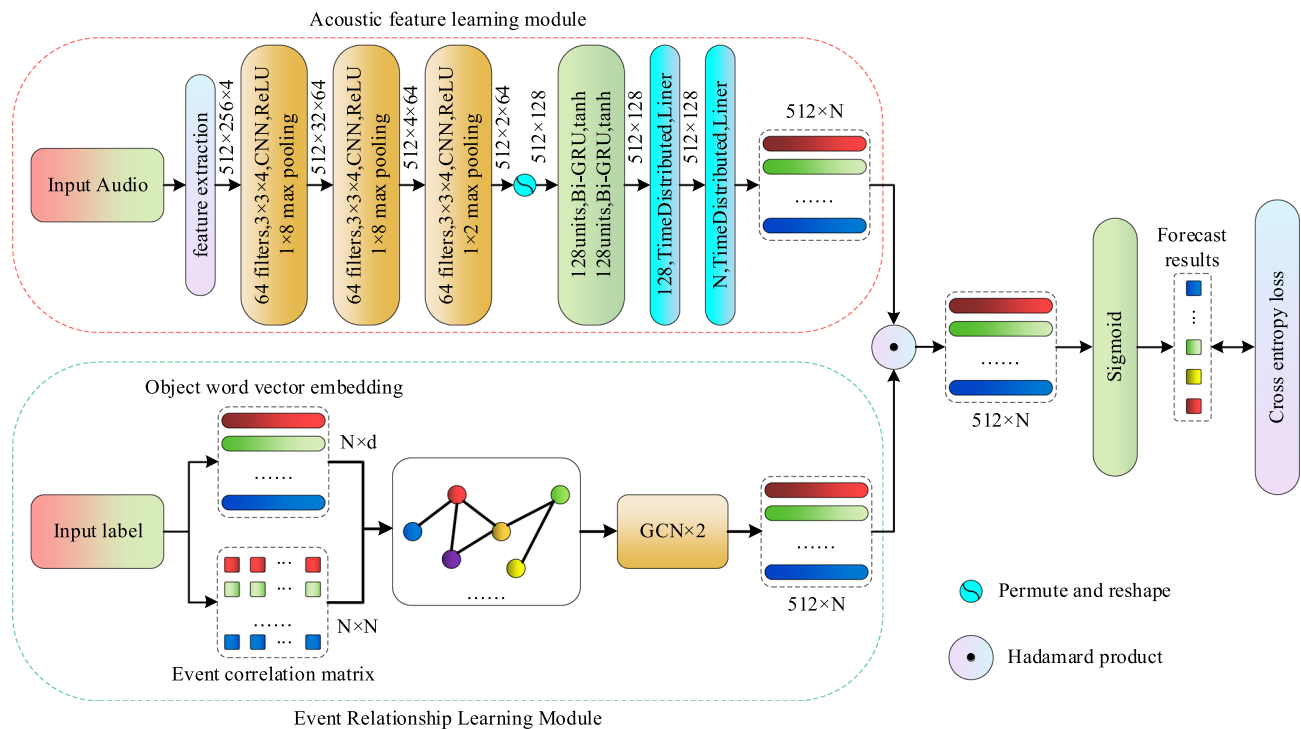 Acoustic feature learning module
Input Audio
feature extraction
512×256×4
64 filters,3×3×4,CNN,ReLU
1×8 max pooling
512×32×64
64 filters,3×3×4,CNN,ReLU
1×8 max pooling
512×4×64
64 filters,3×3×4,CNN,ReLU
1×2 max pooling
512×2×64
512×128
128units,Bi-GRU,tanh
128units,Bi-GRU,tanh
512×128
128,TimeDistributed,Liner
512×128
N,TimeDistributed,Liner
512×N
......
Object word vector embedding
N×d
......
Input label
...
...
......
...
N×N
Event correlation matrix
......
GCN×2
......
512×N
Event Relationship Learning Module
......
512×N
Sigmoid
Forecast
results
...
Cross entropy loss
Permute and reshape
Hadamard product